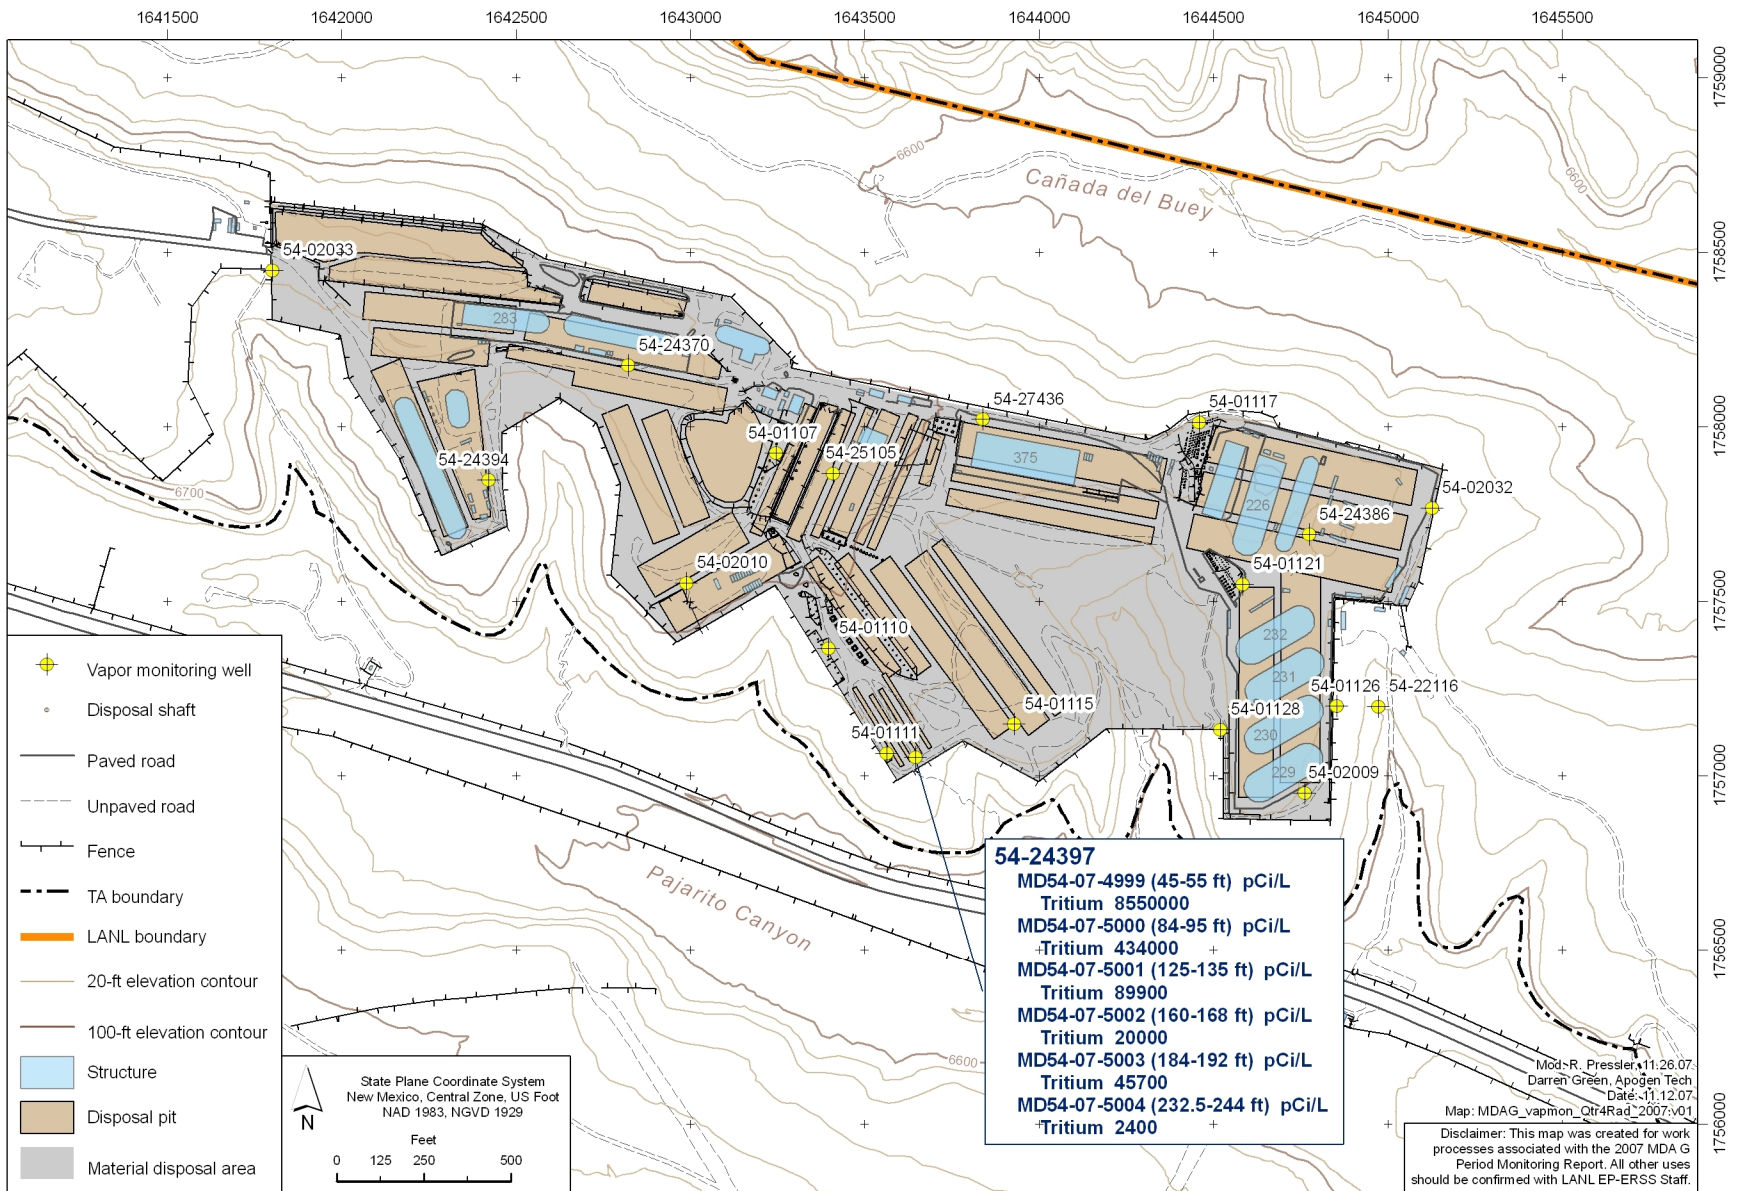 1641500 1642000 1642500 1643000 1643500 1644000 1644500 1645000 1645500
1759000
1758500
1758000
1757500
1757000
1756500
1756000
6600
6600
Cañada del Buey
54-02033
283
54-24370
54-27436
54-01117
54-01107
54-25105
375
54-24394
6700
226
54-02032
54-24386
54-02010
54-01121
54-01110
232
231
54-01126
54-22116
54-01115
54-01128
230
54-01111
229
54-02009
Pajarito Canyon
6600
54-24397
MD54-07-4999 (45-55 ft) pCi/L
Tritium 8550000
MD54-07-5000 (84-95 ft) pCi/L
Tritium 434000
MD54-07-5001 (125-135 ft) pCi/L
Tritium 89900
MD54-07-5002 (160-168 ft) pCi/L
Tritium 20000
MD54-07-5003 (184-192 ft) pCi/L
Tritium 45700
MD54-07-5004 (232.5-244 ft) pCi/L
Tritium 2400
Vapor monitoring well
Disposal shaft
Paved road
Unpaved road
Fence
TA boundary
LANL boundary
20-ft elevation contour
100-ft elevation contour
Structure
Disposal pit
Material disposal area
N
State Plane Coordinate System
New Mexico, Central Zone, US Foot
NAD 1983, NGVD 1929
Feet
0 125 250 500
Mod: R. Pressler, 11.26.07
Darren Green, Apogen Tech
Date: 11.12.07
Map: MDAG_vapmon_Qtr4Rad_2007.v01
Disclaimer: This map was created for work
processes associated with the 2007 MDA G
Period Monitoring Report. All other uses
should be confirmed with LANL EP-ERSS Staff.